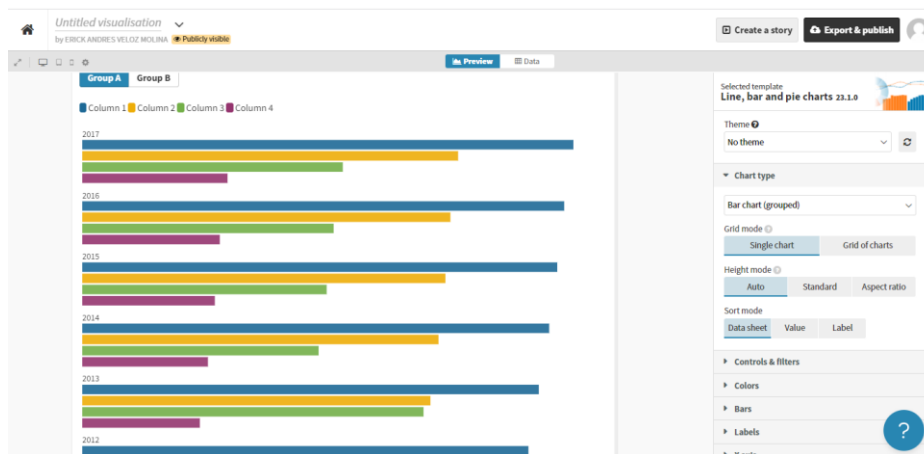 Untitled visualisation
by ERICK ANDRES VELOZ MOLINA Publicly visible
Create a story
Export & publish
Preview
Data
Group A Group B
Column 1 Column 2 Column 3 Column 4
2017
2016
2015
2014
2013
2012
Selected template
Line, bar and pie charts 23.1.0
Theme
No theme
Chart type
Bar chart (grouped)
Grid mode
Single chart Grid of charts
Height mode
Auto Standard Aspect ratio
Sort mode
Data sheet Value Label
Controls & filters
Colors
Bars
Labels
?